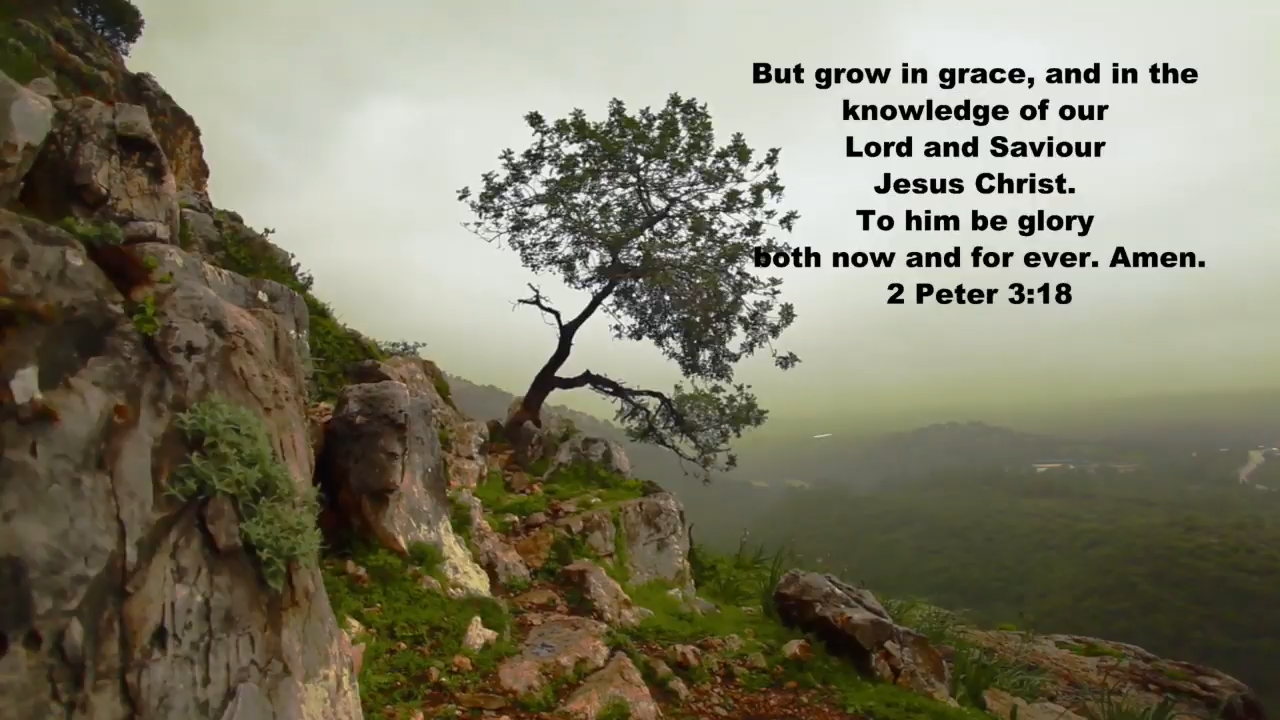 But grow in grace, and in the
knowledge of our
Lord and Saviour
Jesus Christ.
To him be glory
both now and for ever. Amen.
2 Peter 3:18